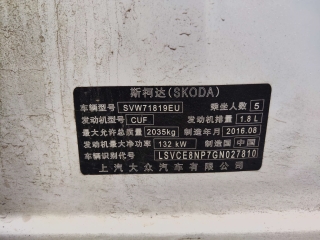 斯柯达(SKODA)
车辆型号 SVW71819EU 乘坐人数 5
发动机型号 CUF 发动机排量 1.8 L
最大允许总质量 2035kg 制造年月 2016.08
发动机最大净功率 132 kW 制造国 中国
车辆识别代号 LSVCE8NP7GN027810
上汽大众汽车有限公司